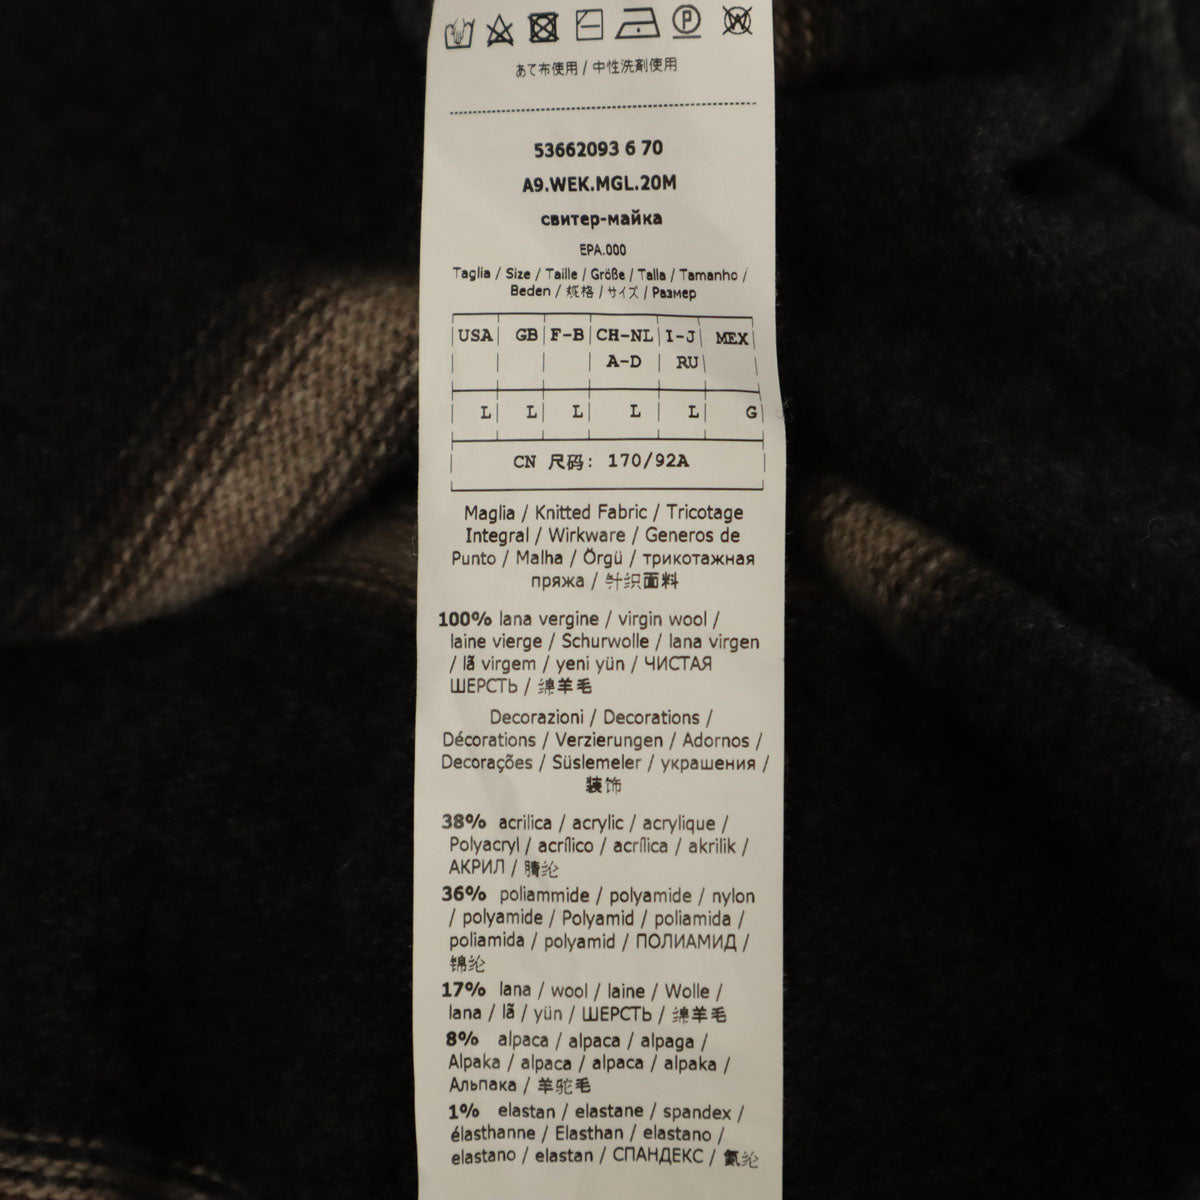 あて布使用 / 中性洗剤使用
53662093 6 70
A9.WEK.MGL.20M
свитер-майка
EPA.000
Taglia / Size / Taille / Größe / Talla / Tamanho /
Beden / 规格 / サイズ / Размер
USA GB F-B CH-NL I-J MEX
A-D RU
L L L L L G
CN 尺码: 170/92A
Maglia / Knitted Fabric / Tricotage
Integral / Wirkware / Generos de
Punto / Malha / Örgü / трикотажная
пряжа / 针织面料
100% lana vergine / virgin wool /
laine vierge / Schurwolle / lana virgen
/ lã virgem / yeni yün / ЧИСТАЯ
ШЕРСТЬ / 绵羊毛
Decorazioni / Decorations /
Décorations / Verzierungen / Adornos /
Decorações / Süslemeler / украшения /
装饰
38% acrilica / acrylic / acrylique /
Polyacryl / acrílico / acrílica / akrilik /
АКРИЛ / 腈纶
36% poliammide / polyamide / nylon
/ polyamide / Polyamid / poliamida /
poliamida / polyamid / ПОЛИАМИД /
锦纶
17% lana / wool / laine / Wolle /
lana / lã / yün / ШЕРСТЬ / 绵羊毛
8% alpaca / alpaca / alpaga /
Alpaka / alpaca / alpaca / alpaka /
Альпака / 羊驼毛
1% elastan / elastane / spandex /
élasthanne / Elasthan / elastano /
elastano / elastan / СПАНДЕКС / 氨纶